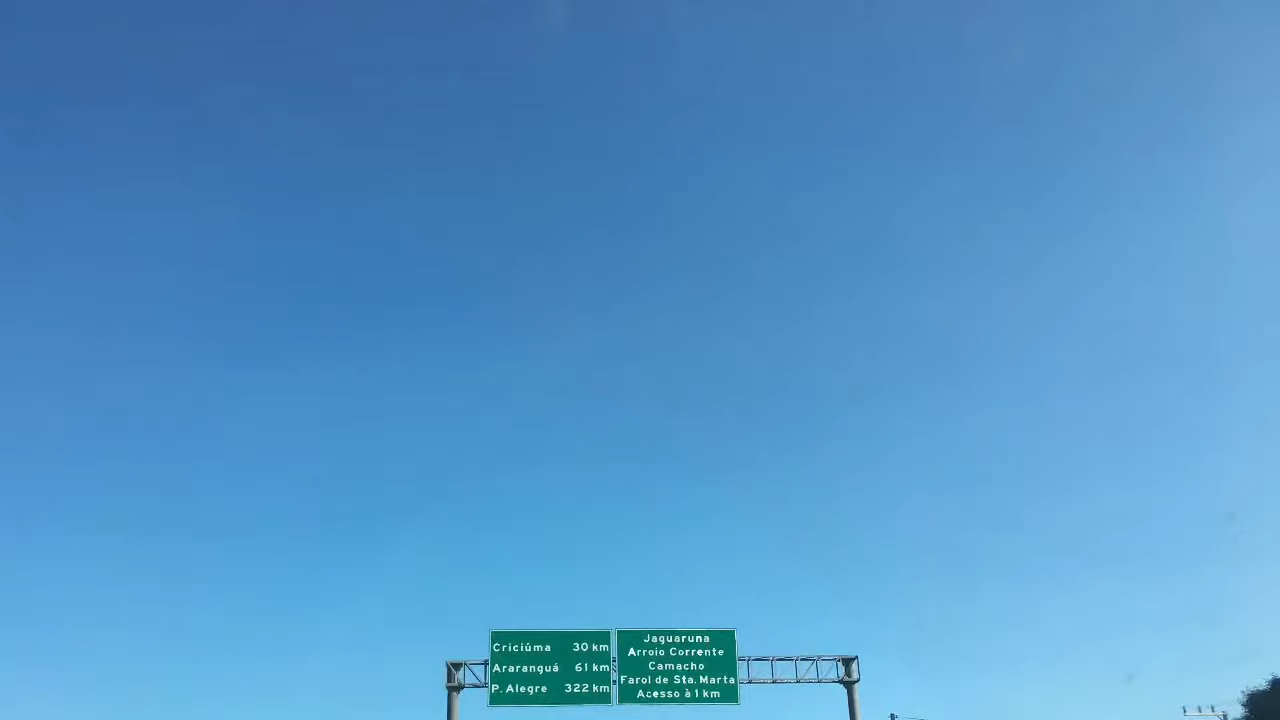 Criciúma 30 km
Araranguá 61 km
P. Alegre 322 km
Jaguaruna
Arroio Corrente
Camacho
Farol de Sta. Marta
Acesso à 1 km